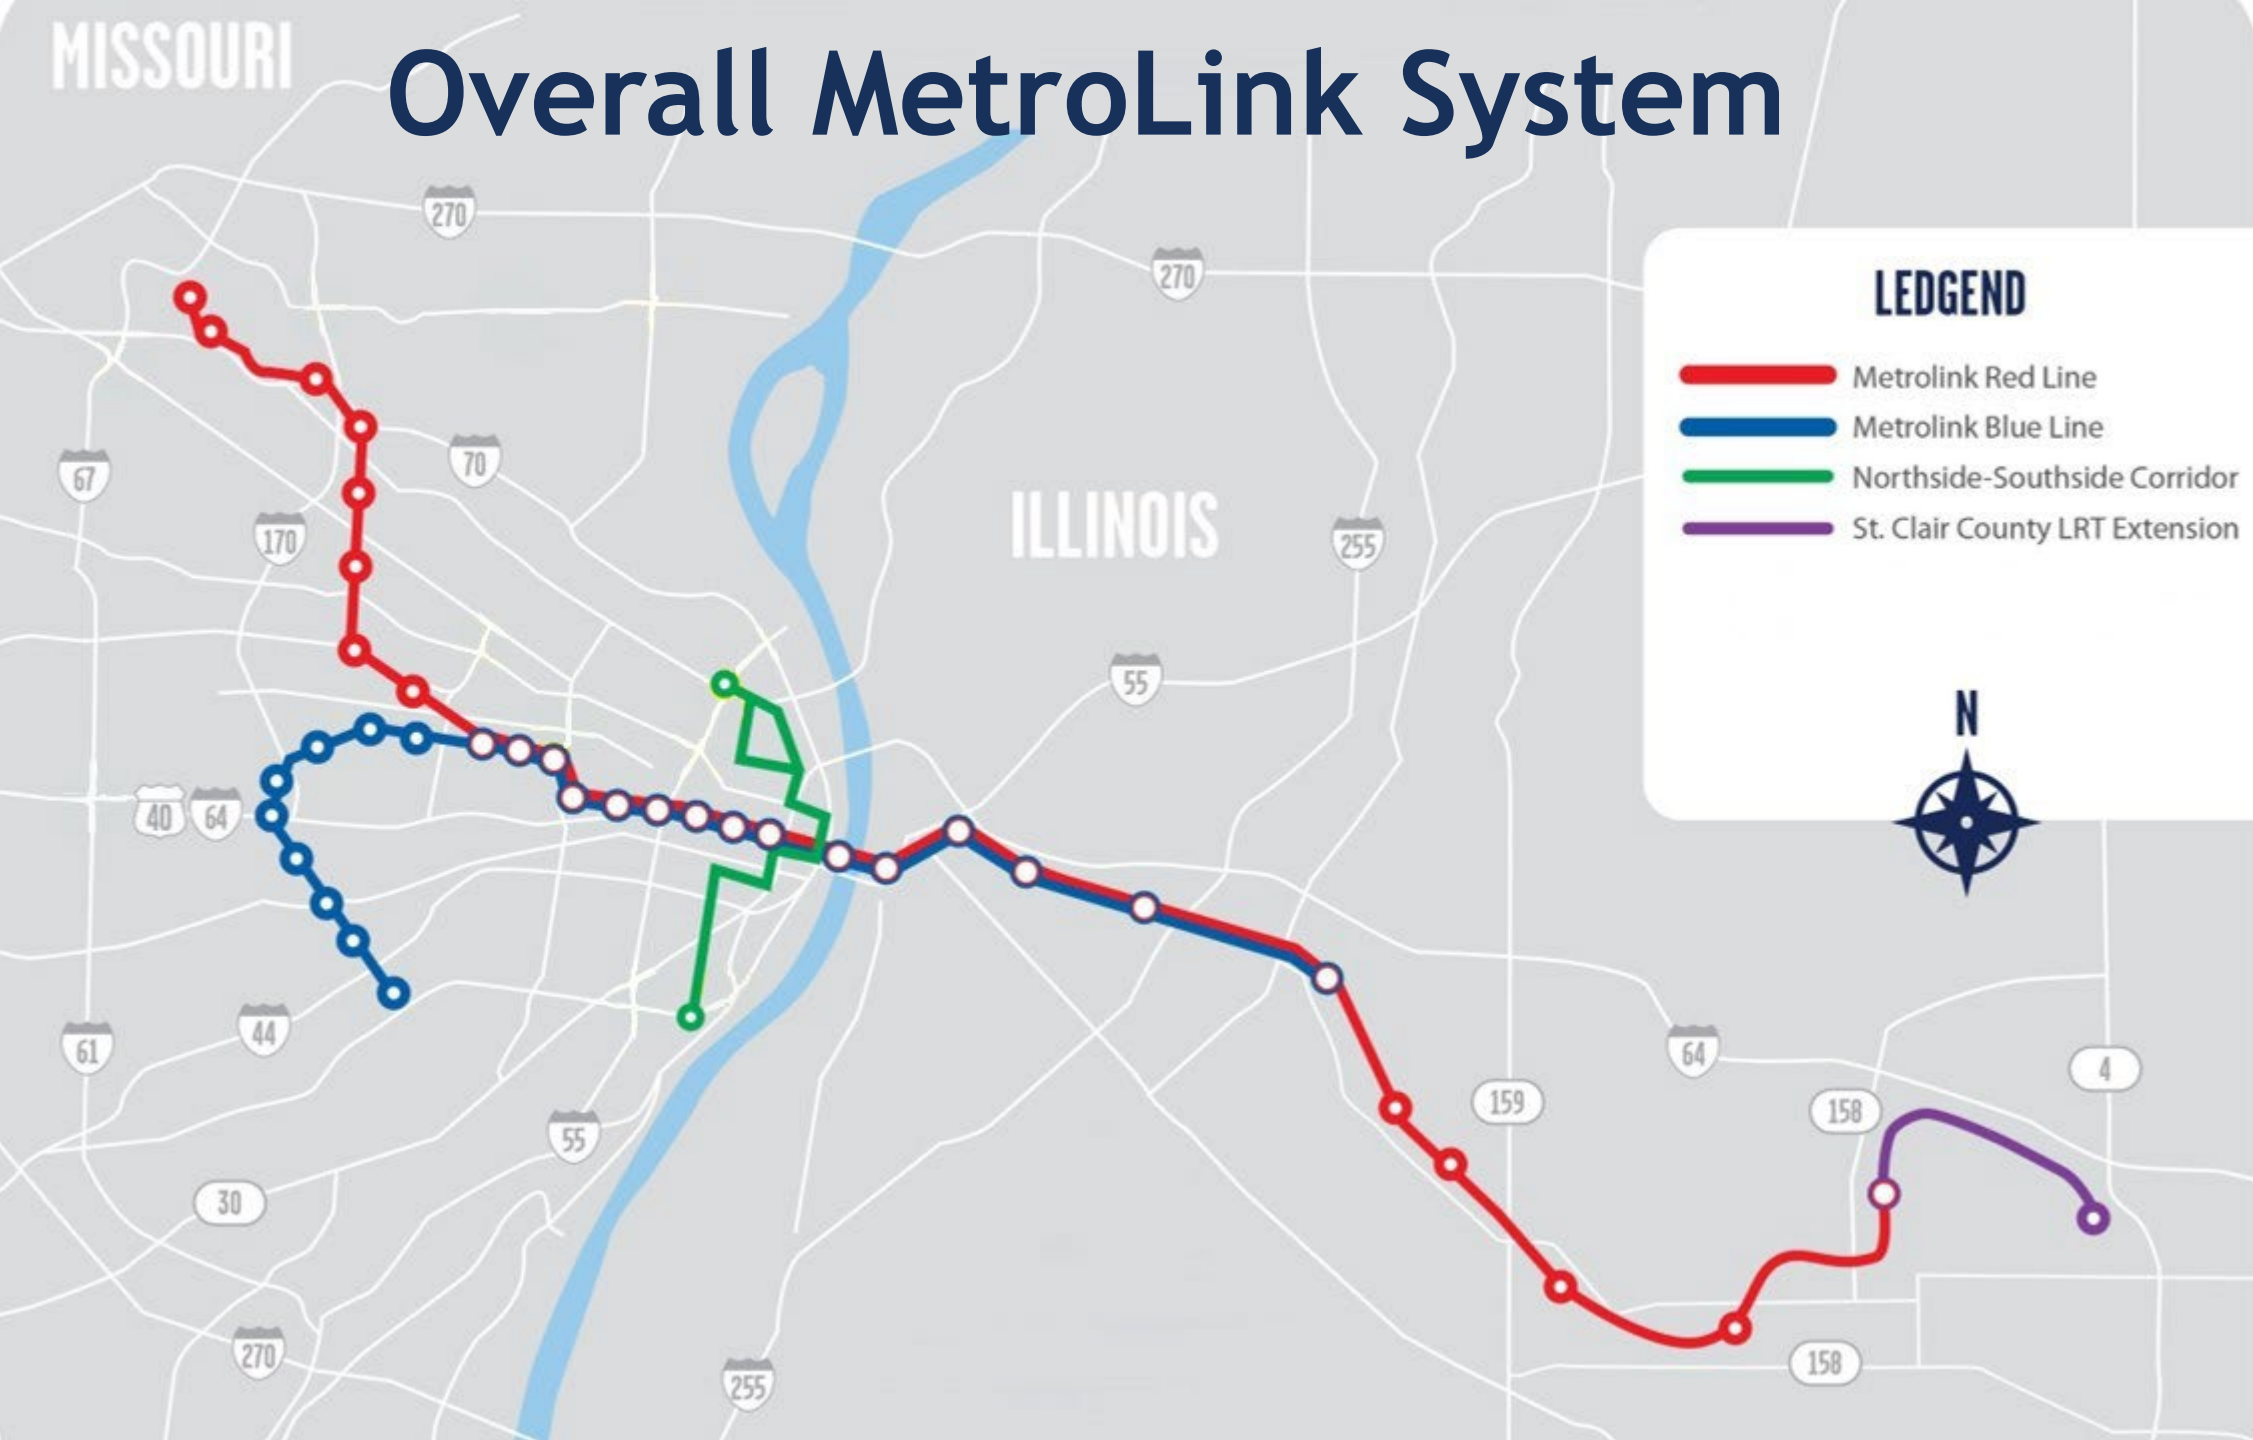 MISSOURI
Overall MetroLink System
270
270
LEDGEND
Metrolink Red Line
Metrolink Blue Line
Northside-Southside Corridor
St. Clair County LRT Extension
67
70
170
ILLINOIS
255
55
N
40
64
44
61
64
4
159
158
55
30
270
255
158